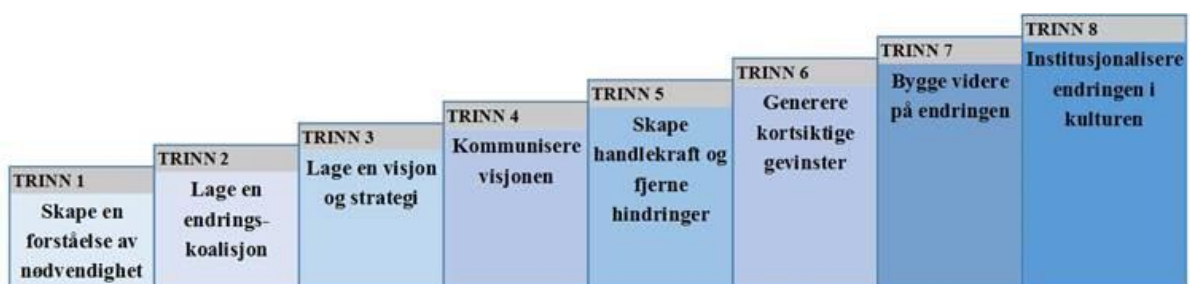 TRINN 1
Skape en
forståelse av
nødvendighet
TRINN 2
Lage en
endrings-
koalisjon
TRINN 3
Lage en visjon
og strategi
TRINN 4
Kommunisere
visjonen
TRINN 5
Skape
handlekraft og
fjerne
hindringer
TRINN 6
Generere
kortsiktige
gevinster
TRINN 7
Bygge videre
på endringen
TRINN 8
Institusjonalisere
endringen i
kulturen